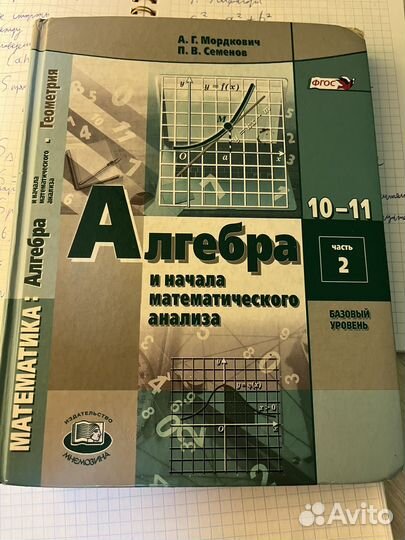 А. Г. Мордкович
П. В. Семенов
ФГОС
y
y = f(x)
M
O
a
x
10–11
часть
2
Алгебра
и начала
математического
анализа
БАЗОВЫЙ
УРОВЕНЬ
МАТЕМАТИКА:
Алгебра
и начала
математического
анализа
Геометрия
ИЗДАТЕЛЬСТВО
МНЕМОЗИНА
y
O
x
Avito